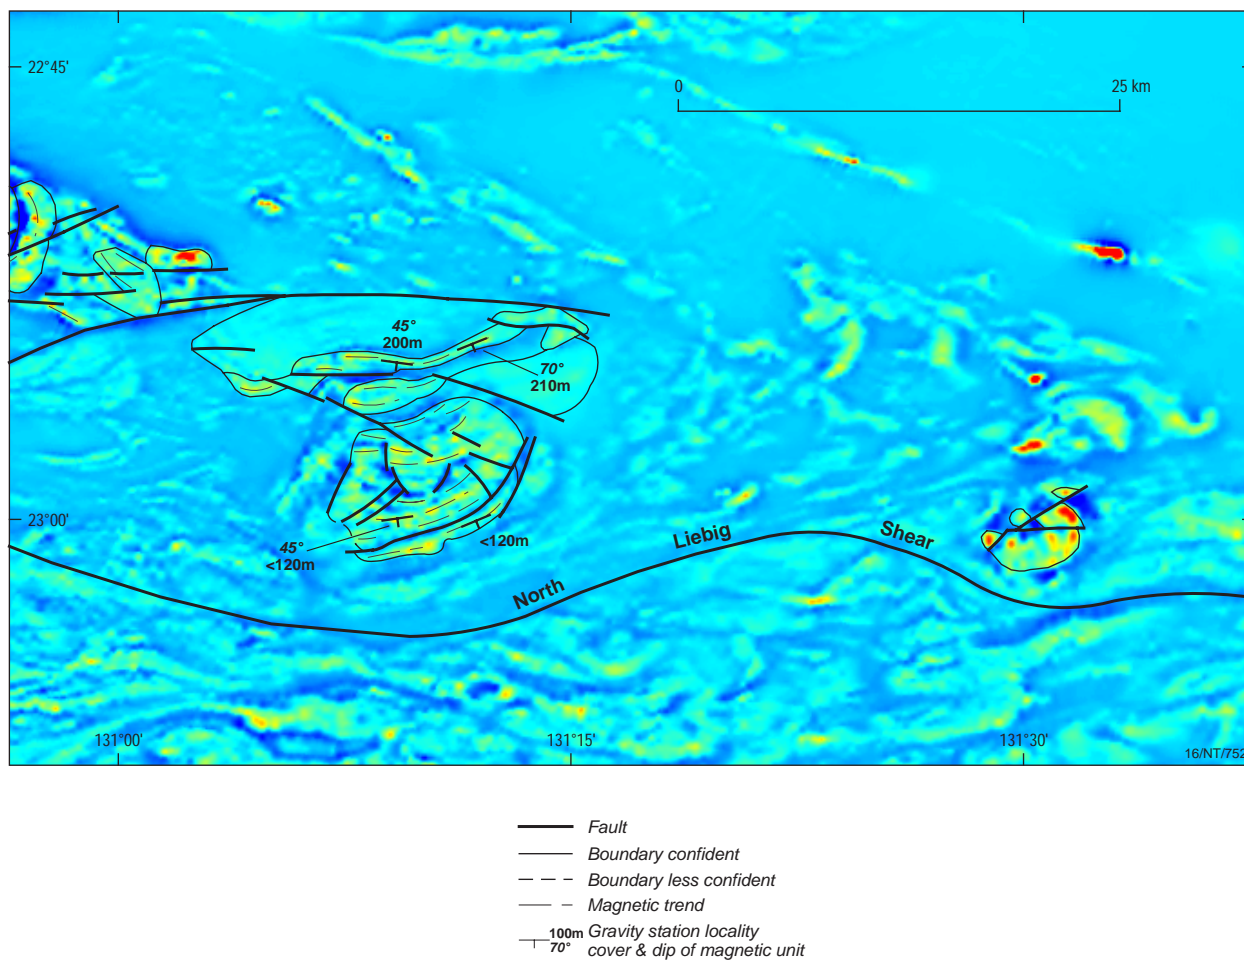 22°45'
0
25 km
45°
200m
70°
210m
23°00'
45°
<120m
<120m
North
Liebig
Shear
131°00'
131°15'
131°30'
16/NT/752
Fault
Boundary confident
Boundary less confident
Magnetic trend
100m
70°
Gravity station locality
cover & dip of magnetic unit